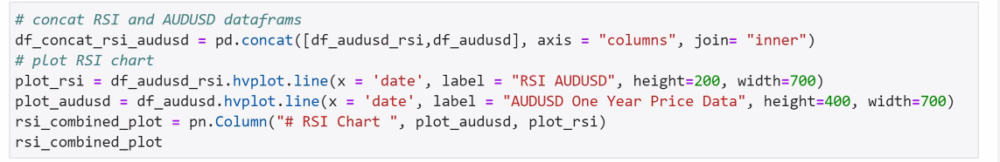 # concat RSI and AUDUSD dataframs
df_concat_rsi_audusd = pd.concat([df_audusd_rsi,df_audusd], axis = "columns", join= "inner")
# plot RSI chart
plot_rsi = df_audusd_rsi.hvplot.line(x = 'date', label = "RSI AUDUSD", height=200, width=700)
plot_audusd = df_audusd.hvplot.line(x = 'date', label = "AUDUSD One Year Price Data", height=400, width=700)
rsi_combined_plot = pn.Column("# RSI Chart ", plot_audusd, plot_rsi)
rsi_combined_plot